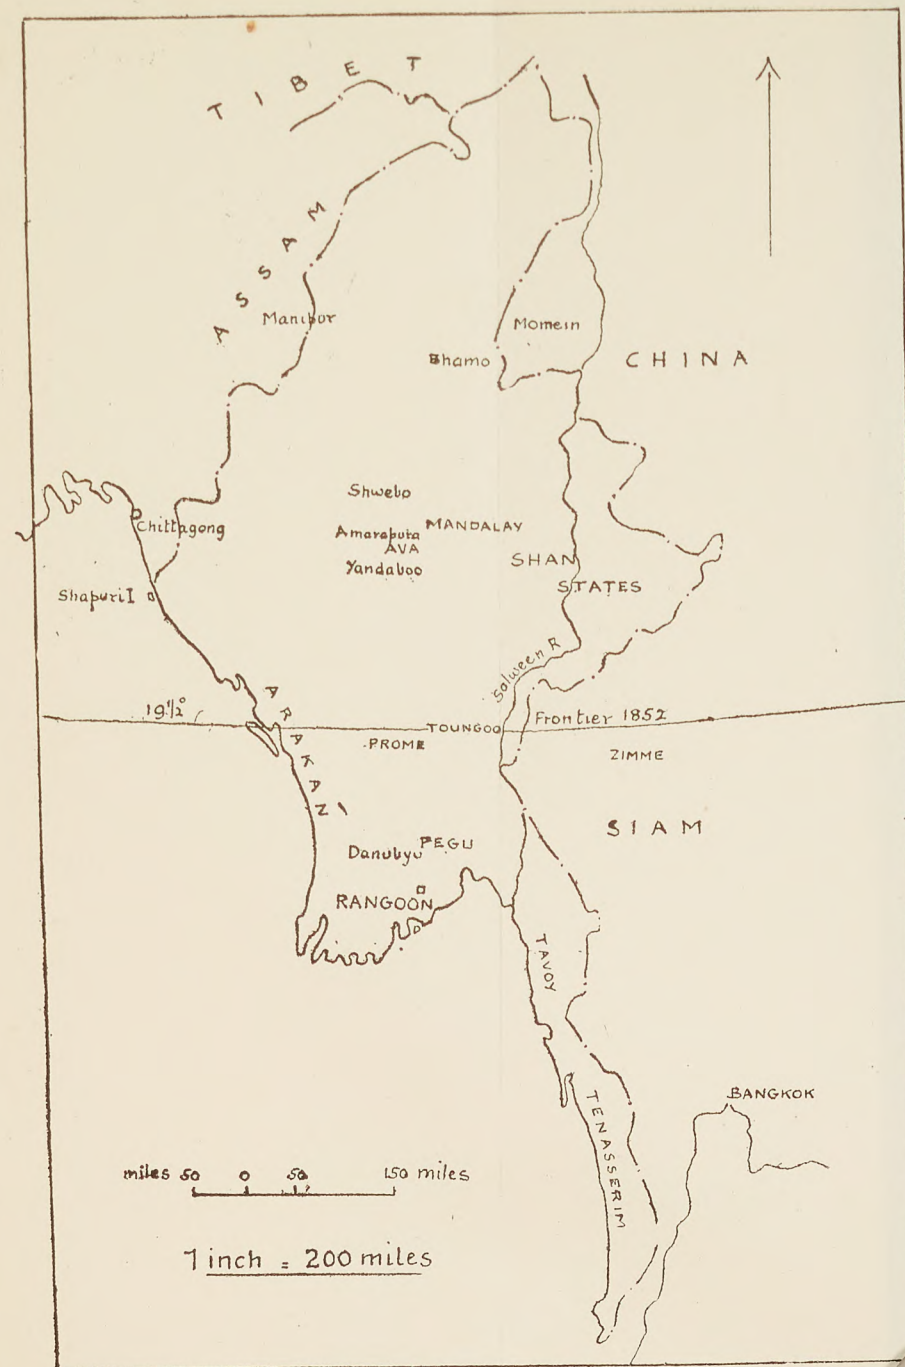 TIBET
ASSAM
Manipur
Momein
Bhamo
CHINA
Shwebo
MANDALAY
Chittagong
Amarapura
AVA
SHAN
Yandaboo
STATES
Shapuri I
Salween R
ARAKAN
19½°
Frontier 1852
TOUNGOO
PROME
ZIMME
SIAM
PEGU
Danubyu
RANGOON
TAVOY
BANGKOK
TENASSERIM
miles 50 0 50 150 miles
1 inch = 200 miles